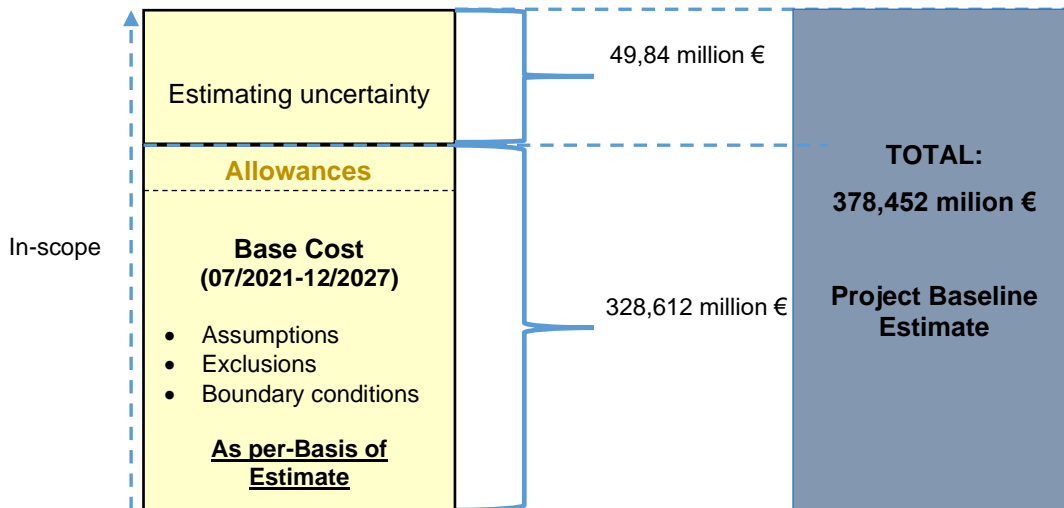 In-scope
Estimating uncertainty
Allowances
Base Cost
(07/2021-12/2027)
• Assumptions
• Exclusions
• Boundary conditions
As per-Basis of
Estimate
49,84 million €
328,612 million €
TOTAL:
378,452 milion €
Project Baseline
Estimate